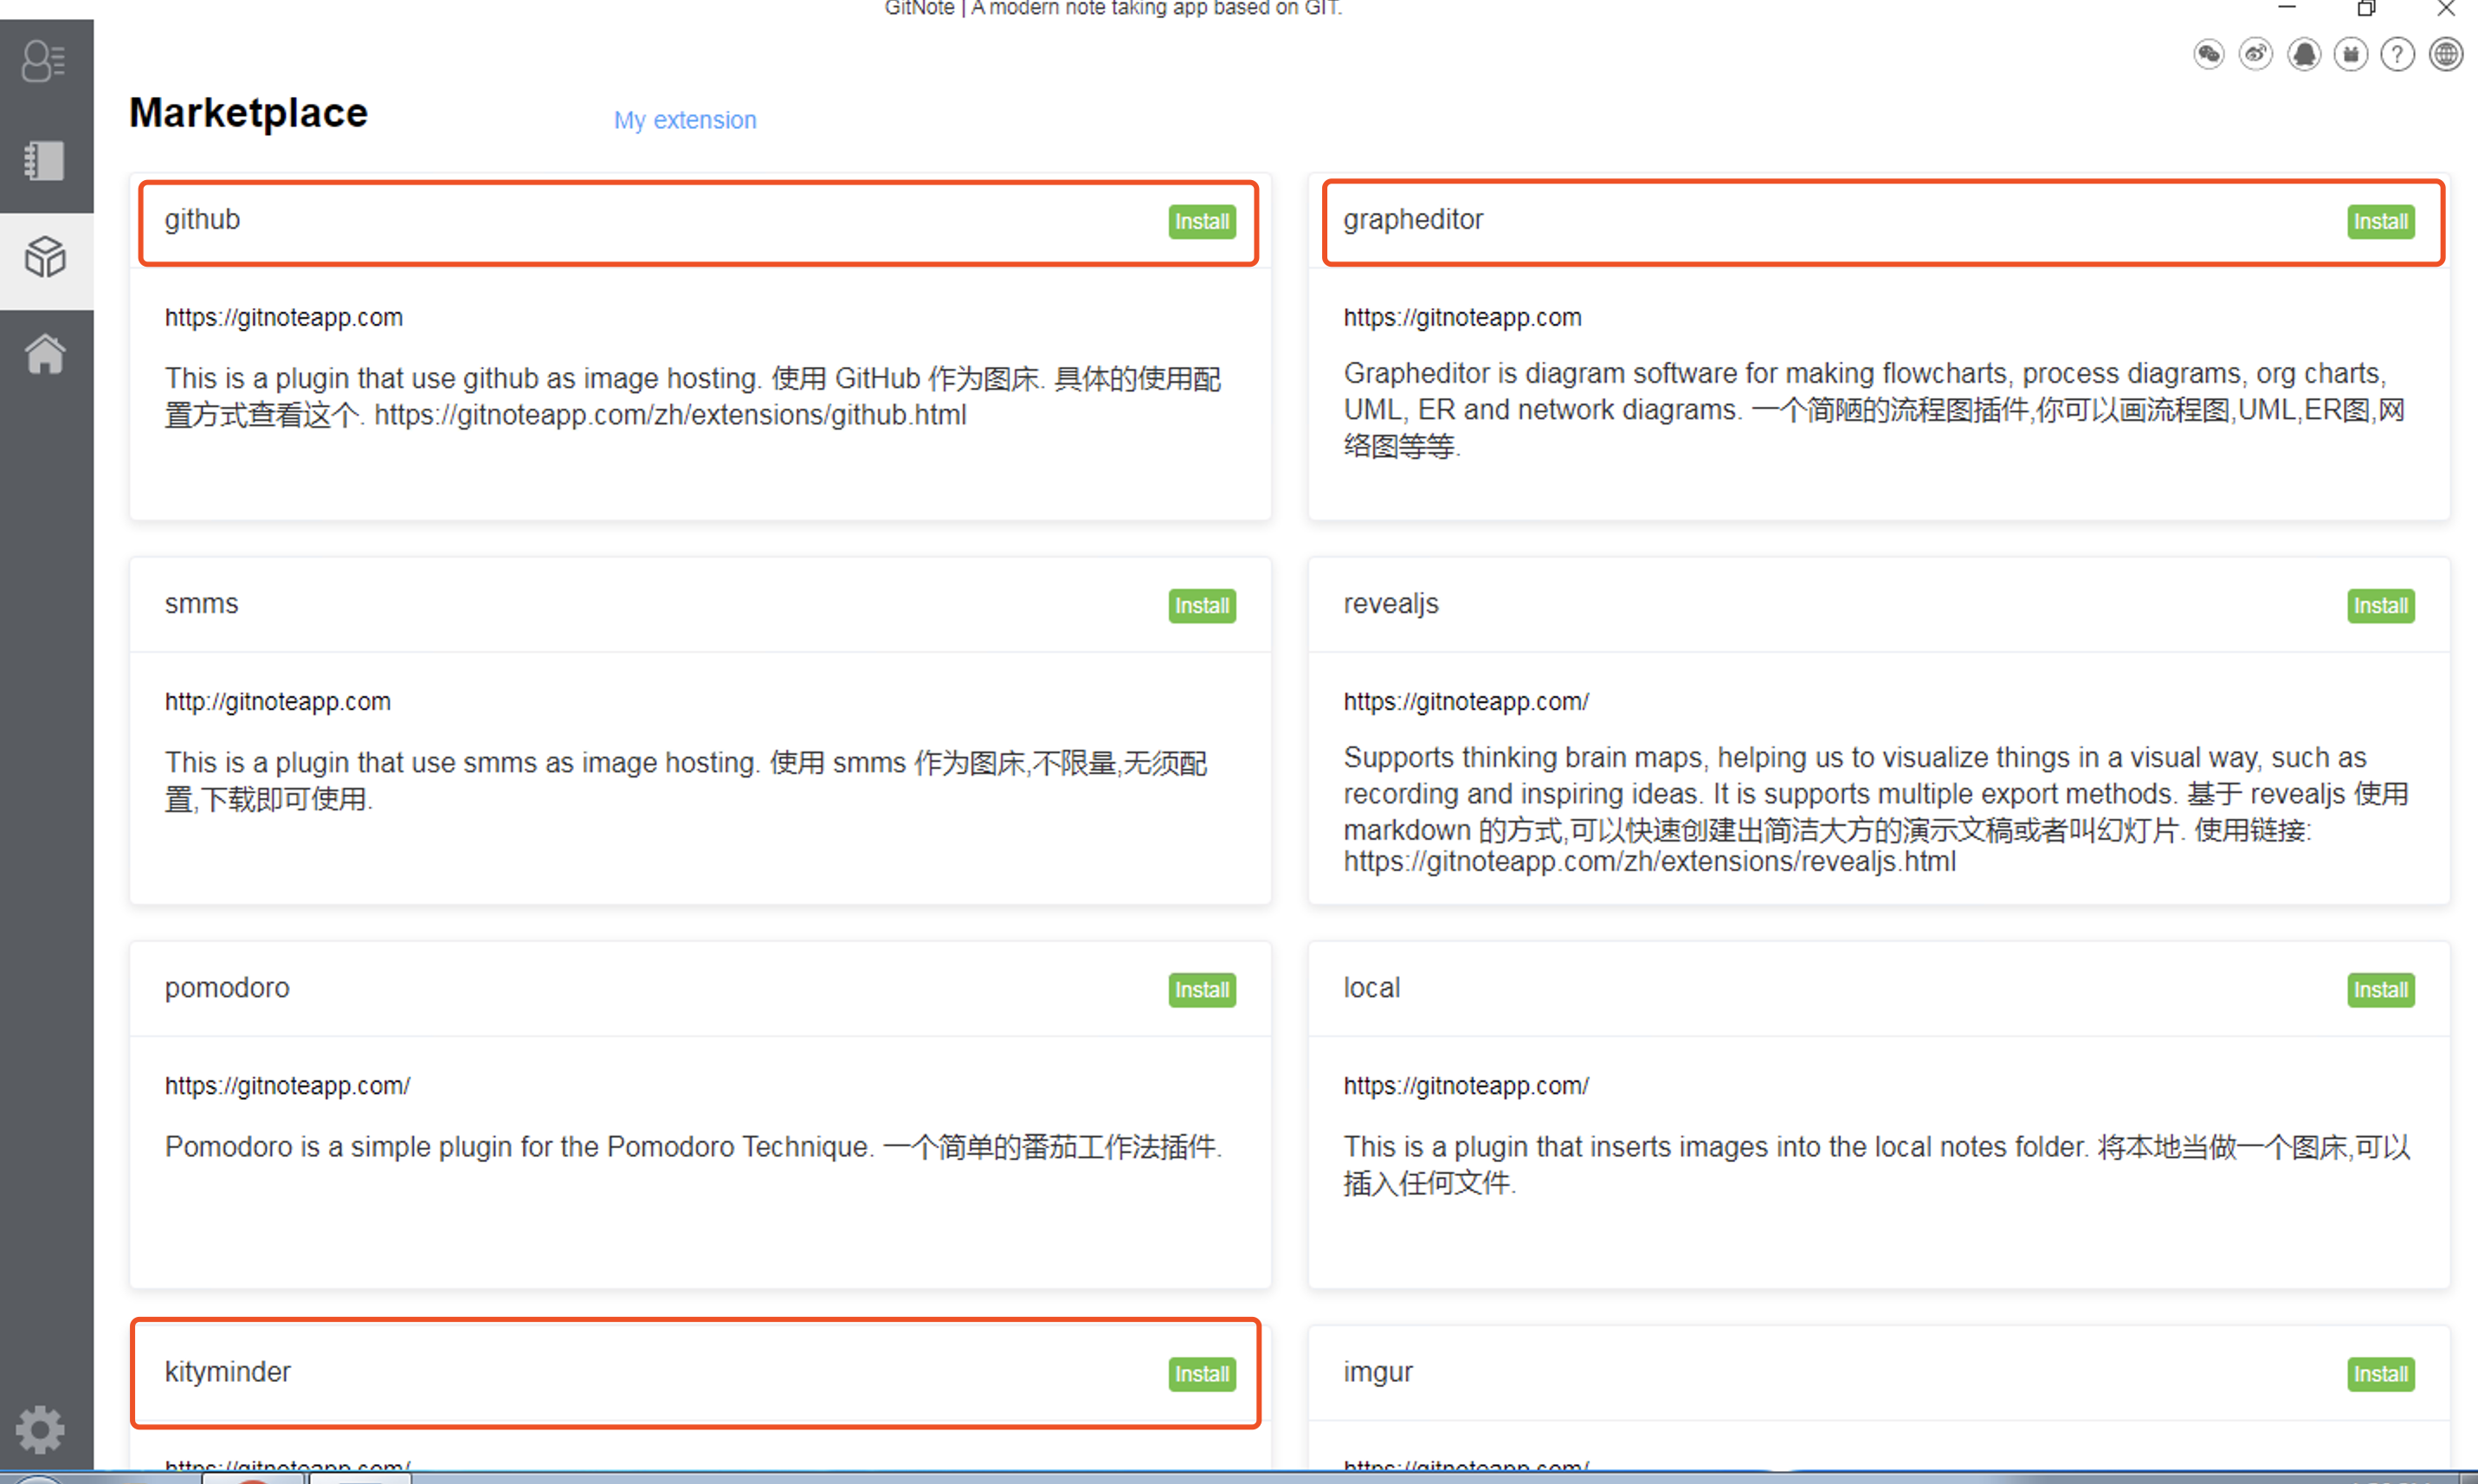 GitNote | A modern note taking app based on GIT.
Marketplace
My extension
github
Install
https://gitnoteapp.com
This is a plugin that use github as image hosting. 使用 GitHub 作为图床. 具体的使用配
置方式查看这个. https://gitnoteapp.com/zh/extensions/github.html
grapheditor
Install
https://gitnoteapp.com
Grapheditor is diagram software for making flowcharts, process diagrams, org charts,
UML, ER and network diagrams. 一个简陋的流程图插件,你可以画流程图,UML,ER图,网
络图等等.
smms
Install
http://gitnoteapp.com
This is a plugin that use smms as image hosting. 使用 smms 作为图床,不限量,无须配
置,下载即可使用.
revealjs
Install
https://gitnoteapp.com/
Supports thinking brain maps, helping us to visualize things in a visual way, such as
recording and inspiring ideas. It is supports multiple export methods. 基于 revealjs 使用
markdown 的方式,可以快速创建出简洁大方的演示文稿或者叫幻灯片. 使用链接:
https://gitnoteapp.com/zh/extensions/revealjs.html
pomodoro
Install
https://gitnoteapp.com/
Pomodoro is a simple plugin for the Pomodoro Technique. 一个简单的番茄工作法插件.
local
Install
https://gitnoteapp.com/
This is a plugin that inserts images into the local notes folder. 将本地当做一个图床,可以
插入任何文件.
kityminder
Install
https://gitnoteapp.com/
imgur
Install
https://gitnoteapp.com/